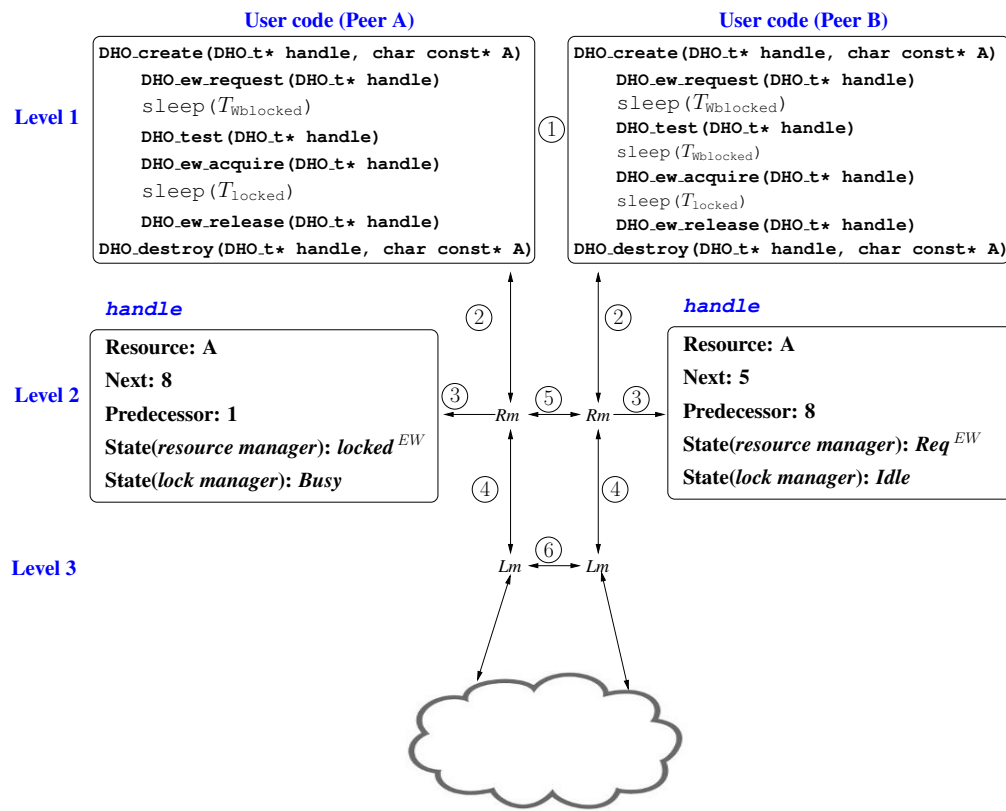 User code (Peer A)
User code (Peer B)
Level 1
DHO_create(DHO_t* handle, char const* A)
DHO_ew_request(DHO_t* handle)
sleep(T_Wblocked)
DHO_test(DHO_t* handle)
DHO_ew_acquire(DHO_t* handle)
sleep(T_locked)
DHO_ew_release(DHO_t* handle)
DHO_destroy(DHO_t* handle, char const* A)
1
DHO_create(DHO_t* handle, char const* A)
DHO_ew_request(DHO_t* handle)
sleep(T_Wblocked)
DHO_test(DHO_t* handle)
sleep(T_Wblocked)
DHO_ew_acquire(DHO_t* handle)
sleep(T_locked)
DHO_ew_release(DHO_t* handle)
DHO_destroy(DHO_t* handle, char const* A)
2
2
Level 2
handle
Resource: A
Next: 8
Predecessor: 1
State(resource manager): locked^EW
State(lock manager): Busy
3
Rm
5
Rm
3
handle
Resource: A
Next: 5
Predecessor: 8
State(resource manager): Req^EW
State(lock manager): Idle
4
4
Level 3
Lm
6
Lm